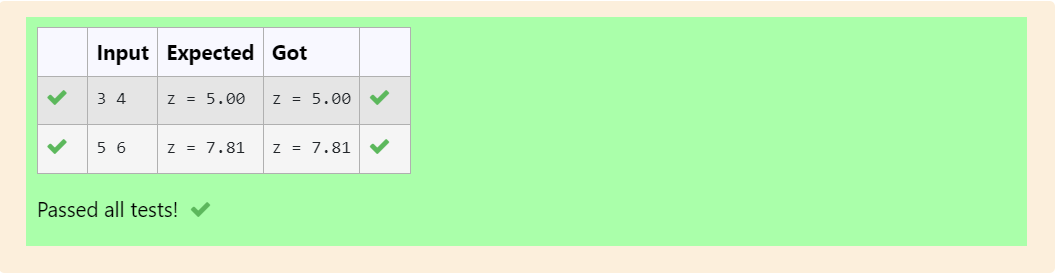 Input Expected Got
3 4 z = 5.00 z = 5.00
5 6 z = 7.81 z = 7.81
Passed all tests!